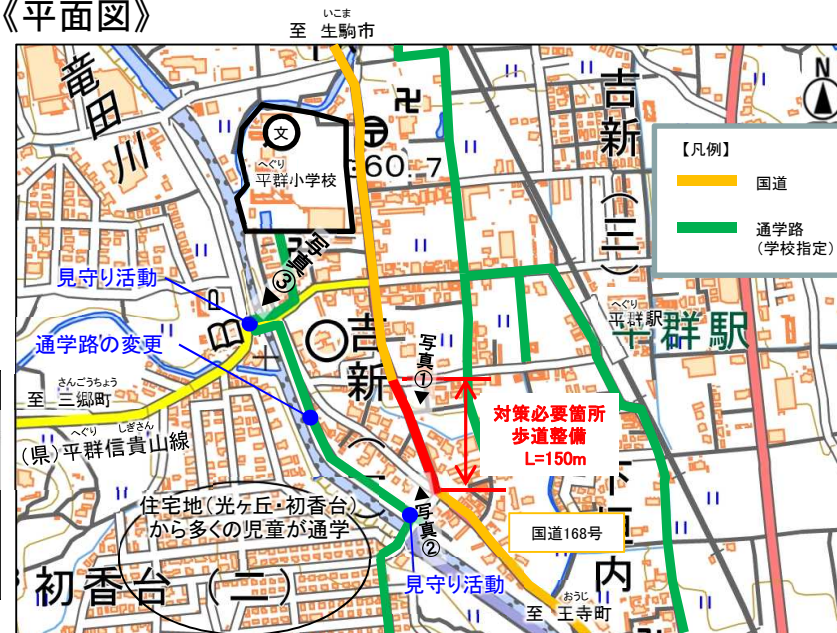 《平面図》
いこま
至 生駒市
竜田川
文
へぐり
平群小学校
卍
〒
60.7
吉新(三)
N
【凡例】
国道
通学路
(学校指定)
写真③
見守り活動
通学路の変更
吉新(一)
写真①
へぐり
平群駅
平群駅
さんごうちょう
至 三郷町
へぐり しぎさん
(県)平群信貴山線
対策必要箇所
歩道整備
L=150m
住宅地(光ヶ丘・初香台)
から多くの児童が通学
写真②
国道168号
下垣内
初香台(二)
見守り活動
おうじ
至 王寺町